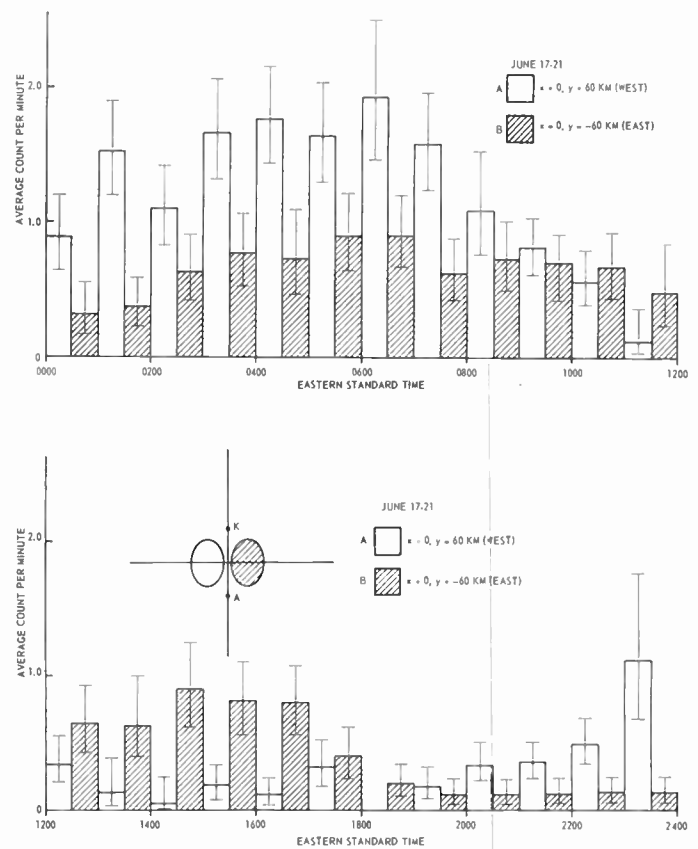 AVERAGE COUNT PER MINUTE
2.0
1.0
0
JUNE 17-21
A x = 0, y = 60 KM (WEST)
B x = 0, y = -60 KM (EAST)
0000 0200 0400 0600 0800 1000 1200
EASTERN STANDARD TIME
AVERAGE COUNT PER MINUTE
2.0
1.0
0
K
A
JUNE 17-21
A x - 0, y = 60 KM (WEST)
B x = 0, y = -60 KM (EAST)
1200 1400 1600 1800 2000 2200 2400
EASTERN STANDARD TIME